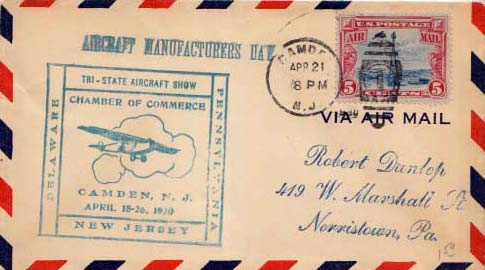 AIRCRAFT MANUFACTURERS DAY
TRI-STATE AIRCRAFT SHOW
CHAMBER OF COMMERCE
DELAWARE
PENNSYLVANIA
CAMDEN, N. J.
APRIL 18-26, 1930
NEW JERSEY
CAMDEN
APR 21
8 PM
N.J.
U.S. POSTAGE
AIR MAIL
5 CENTS 5
VIA AIR MAIL
Robert Dunlop
419 W. Marshall St
Norristown, Pa.